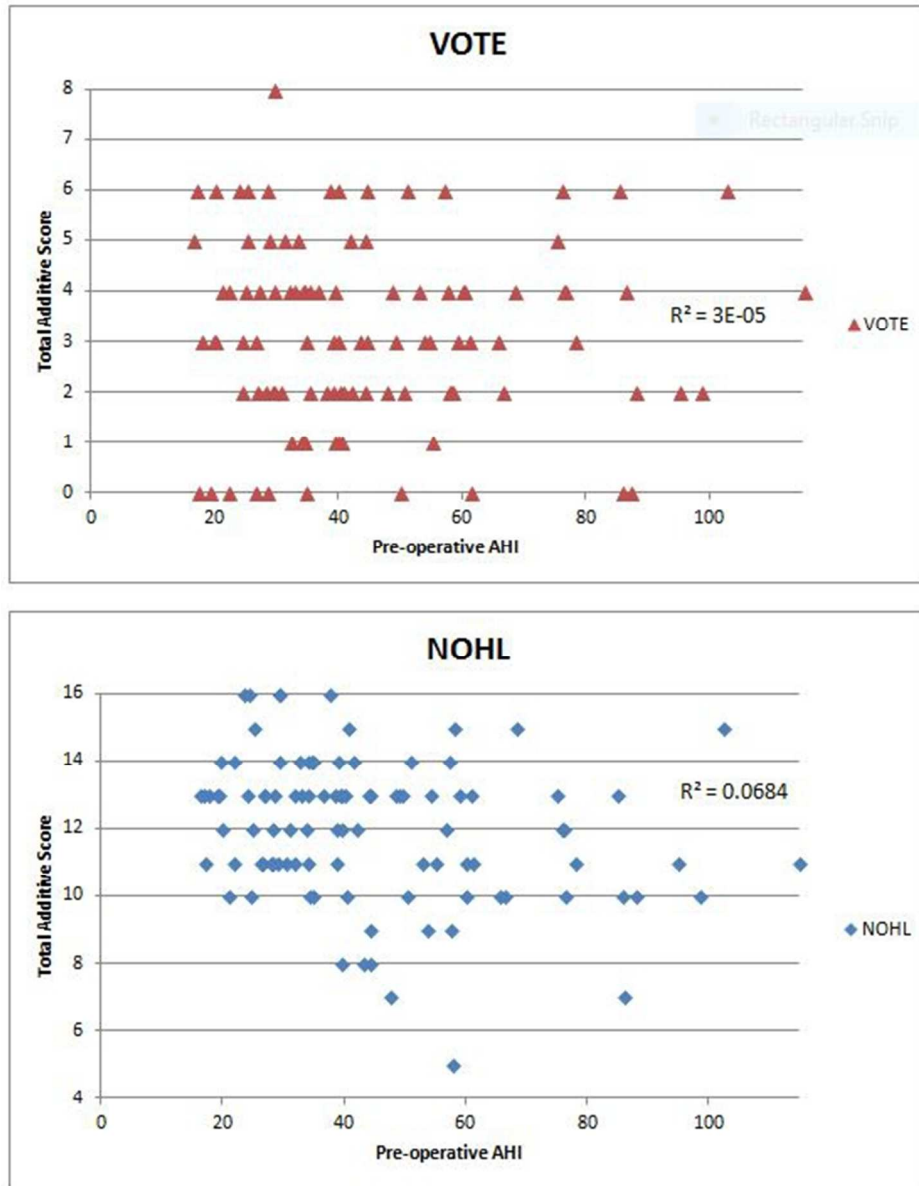 VOTE
8
7
6
5
4
3
2
1
0
Total Additive Score
Rectangular Snip
R² = 3E-05
VOTE
0 20 40 60 80 100
Pre-operative AHI
NOHL
16
14
12
10
8
6
4
Total Additive Score
R² = 0.0684
NOHL
0 20 40 60 80 100
Pre-operative AHI